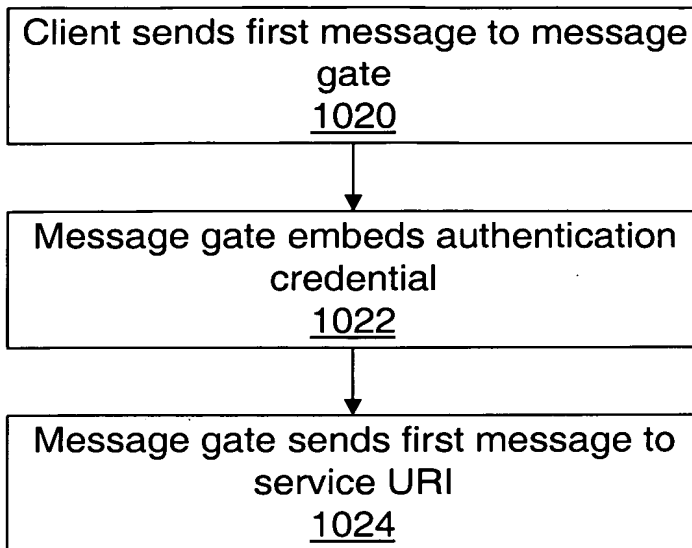 Client sends first message to message
gate
1020
Message gate embeds authentication
credential
1022
Message gate sends first message to
service URI
1024